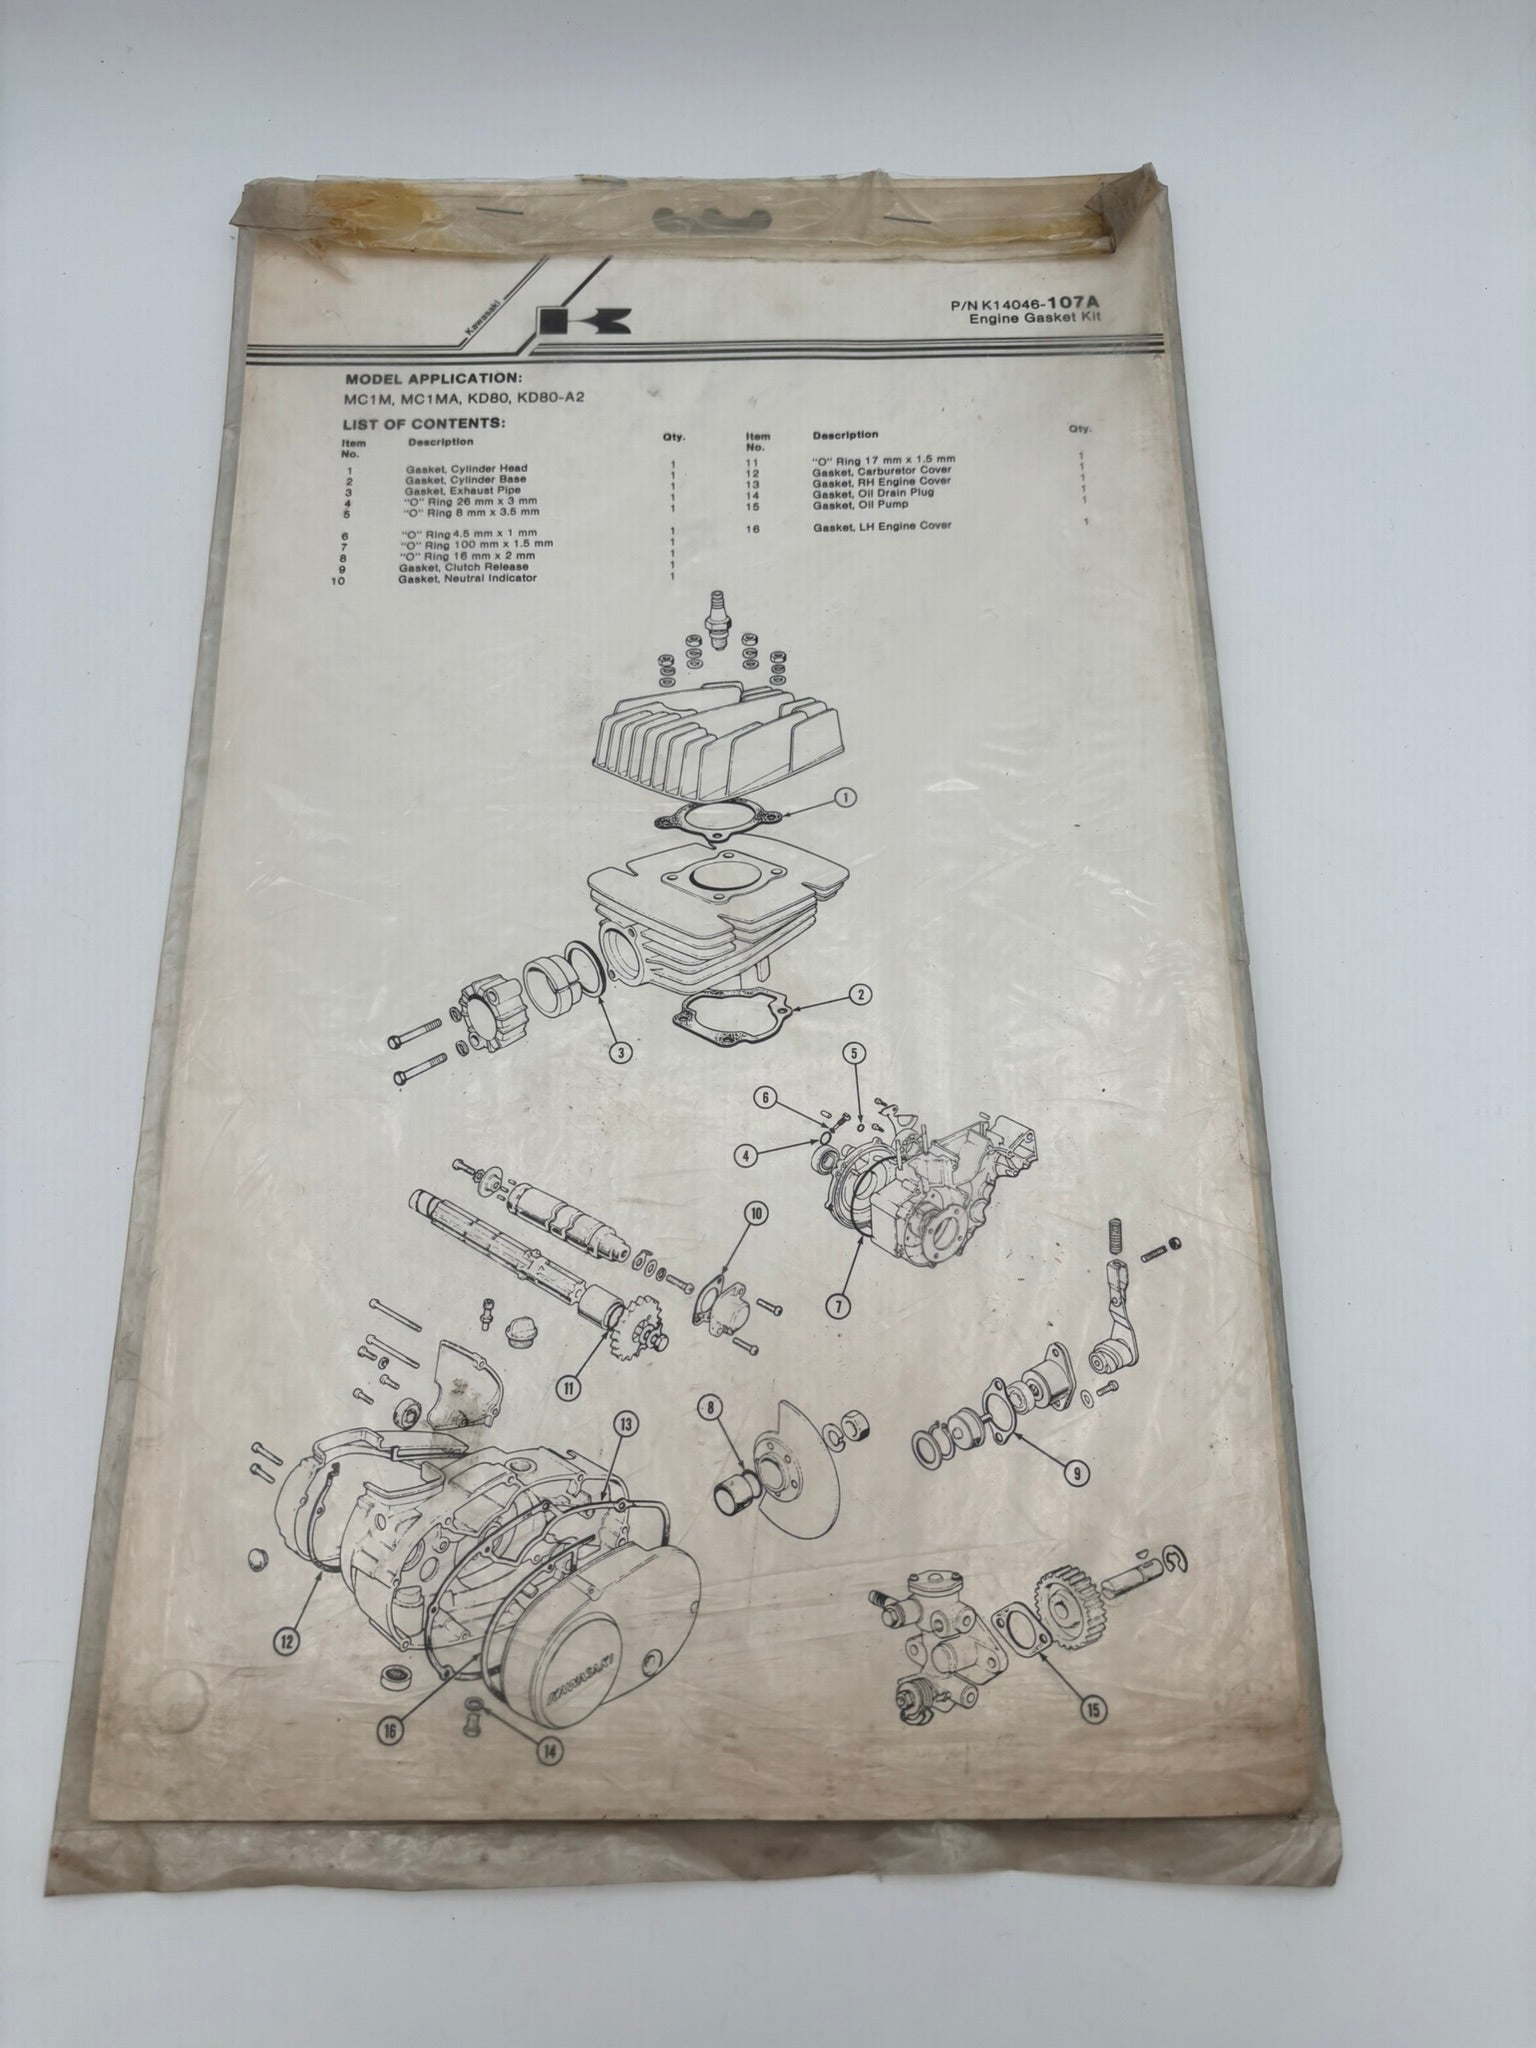 Kawasaki
P/N K14046-107A
Engine Gasket Kit
MODEL APPLICATION:
MC1M, MC1MA, KD80, KD80-A2
LIST OF CONTENTS:
Item No. Description Qty.
1 Gasket, Cylinder Head 1
2 Gasket, Cylinder Base 1
3 Gasket, Exhaust Pipe 1
4 "O" Ring 26 mm x 3 mm 1
5 "O" Ring 8 mm x 3.5 mm 1
6 "O" Ring 4.5 mm x 1 mm 1
7 "O" Ring 100 mm x 1.5 mm 1
8 "O" Ring 16 mm x 2 mm 1
9 Gasket, Clutch Release 1
10 Gasket, Neutral Indicator 1
Item No. Description Qty.
11 "O" Ring 17 mm x 1.5 mm 1
12 Gasket, Carburetor Cover 1
13 Gasket, RH Engine Cover 1
14 Gasket, Oil Drain Plug 1
15 Gasket, Oil Pump 1
16 Gasket, LH Engine Cover 1
1
2
3
5
6
4
10
7
11
8
13
9
12
KAWASAKI
15
16
14